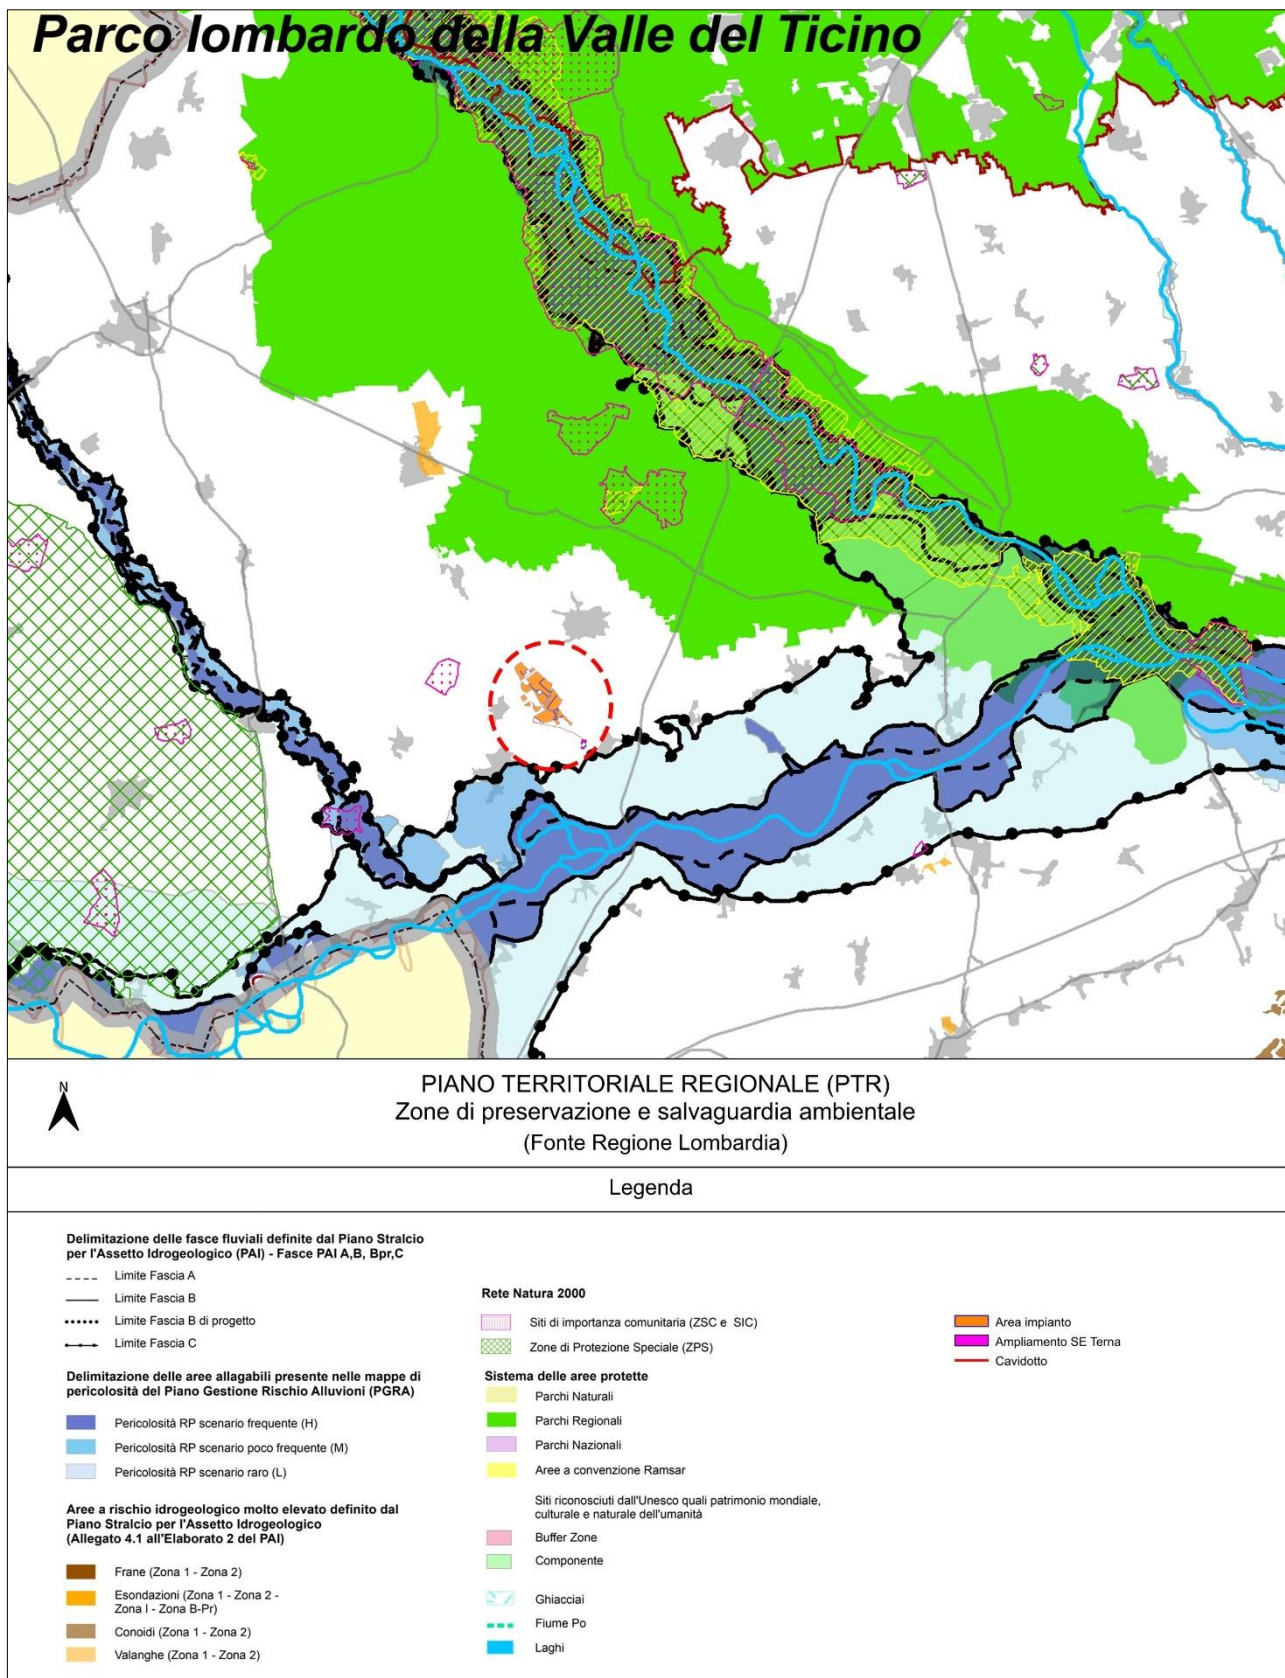 Parco lombardo della Valle del Ticino
N
PIANO TERRITORIALE REGIONALE (PTR)
Zone di preservazione e salvaguardia ambientale
(Fonte Regione Lombardia)
Legenda
Delimitazione delle fasce fluviali definite dal Piano Stralcio
per l'Assetto Idrogeologico (PAI) - Fasce PAI A,B, Bpr,C
Limite Fascia A
Limite Fascia B
Limite Fascia B di progetto
Limite Fascia C
Delimitazione delle aree allagabili presente nelle mappe di
pericolosità del Piano Gestione Rischio Alluvioni (PGRA)
Pericolosità RP scenario frequente (H)
Pericolosità RP scenario poco frequente (M)
Pericolosità RP scenario raro (L)
Aree a rischio idrogeologico molto elevato definito dal
Piano Stralcio per l'Assetto Idrogeologico
(Allegato 4.1 all'Elaborato 2 del PAI)
Frane (Zona 1 - Zona 2)
Esondazioni (Zona 1 - Zona 2 -
Zona I - Zona B-Pr)
Conoidi (Zona 1 - Zona 2)
Valanghe (Zona 1 - Zona 2)
Rete Natura 2000
Siti di importanza comunitaria (ZSC e SIC)
Zone di Protezione Speciale (ZPS)
Sistema delle aree protette
Parchi Naturali
Parchi Regionali
Parchi Nazionali
Aree a convenzione Ramsar
Siti riconosciuti dall'Unesco quali patrimonio mondiale,
culturale e naturale dell'umanità
Buffer Zone
Componente
Ghiacciai
Fiume Po
Laghi
Area impianto
Ampliamento SE Terna
Cavidotto